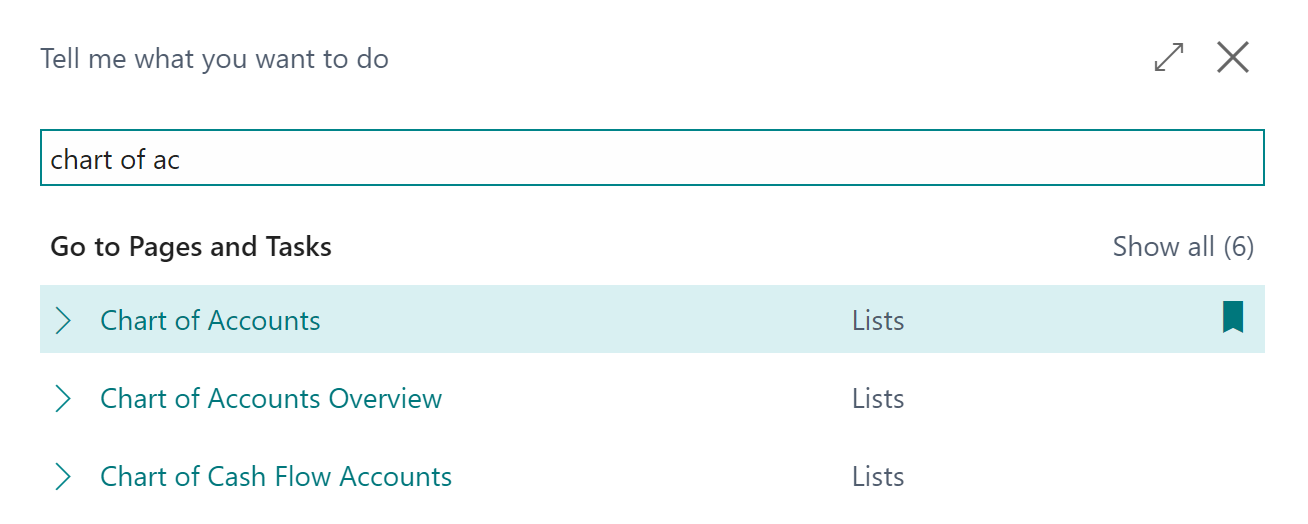 Tell me what you want to do
chart of ac
Go to Pages and Tasks Show all (6)
Chart of Accounts Lists
Chart of Accounts Overview Lists
Chart of Cash Flow Accounts Lists